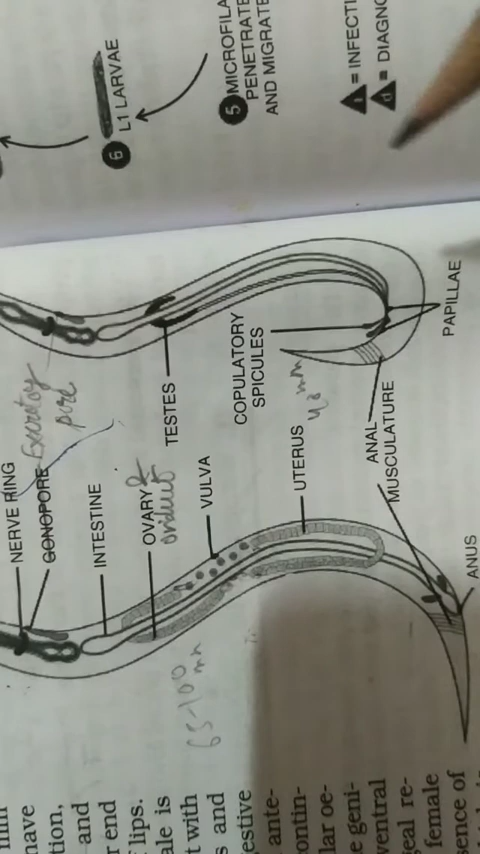 6 L1 LARVAE
5 MICROFILA
PENETRATE
AND MIGRATE
i = INFECTI
d = DIAGNO
PAPILLAE
COPULATORY
SPICULES
TESTES
40 mm
Excretory
pore
NERVE RING
GONOPORE
INTESTINE
OVARY &
oviduct
VULVA
UTERUS
ANAL
MUSCULATURE
ANUS
65-100
mm
have
tion,
and
r end
lips.
ale is
t with
s and
estive
ante-
ontin-
lar oe-
e geni-
ventral
geal re-
female
sence of